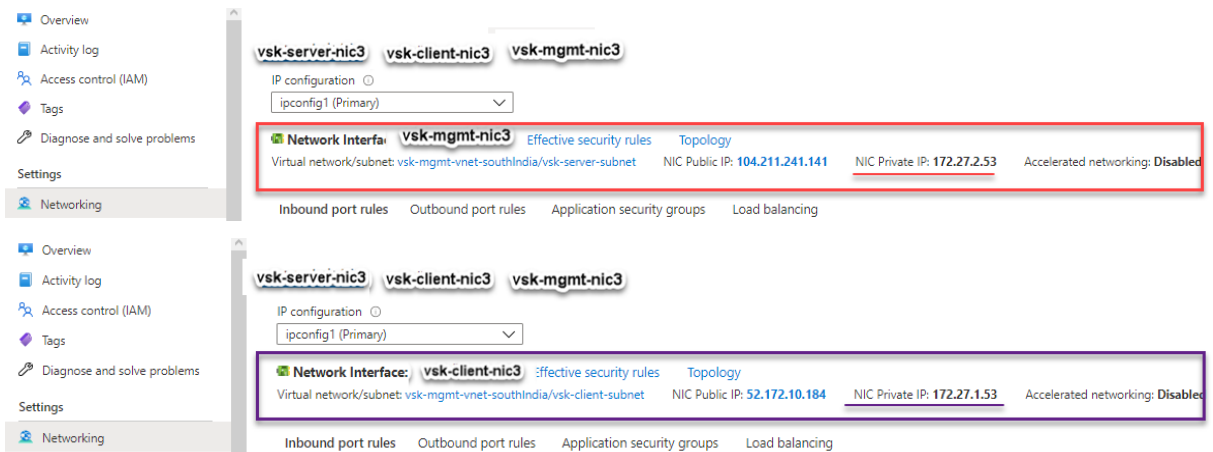 Overview
Activity log
Access control (IAM)
Tags
Diagnose and solve problems
Settings
Networking
vsk-server-nic3 vsk-client-nic3 vsk-mgmt-nic3
IP configuration
ipconfig1 (Primary)
Network Interfa vsk-mgmt-nic3 Effective security rules Topology
Virtual network/subnet: vsk-mgmt-vnet-southIndia/vsk-server-subnet NIC Public IP: 104.211.241.141 NIC Private IP: 172.27.2.53 Accelerated networking: Disabled
Inbound port rules Outbound port rules Application security groups Load balancing
Overview
Activity log
Access control (IAM)
Tags
Diagnose and solve problems
Settings
Networking
vsk-server-nic3 vsk-client-nic3 vsk-mgmt-nic3
IP configuration
ipconfig1 (Primary)
Network Interface: vsk-client-nic3 Effective security rules Topology
Virtual network/subnet: vsk-mgmt-vnet-southIndia/vsk-client-subnet NIC Public IP: 52.172.10.184 NIC Private IP: 172.27.1.53 Accelerated networking: Disabled
Inbound port rules Outbound port rules Application security groups Load balancing